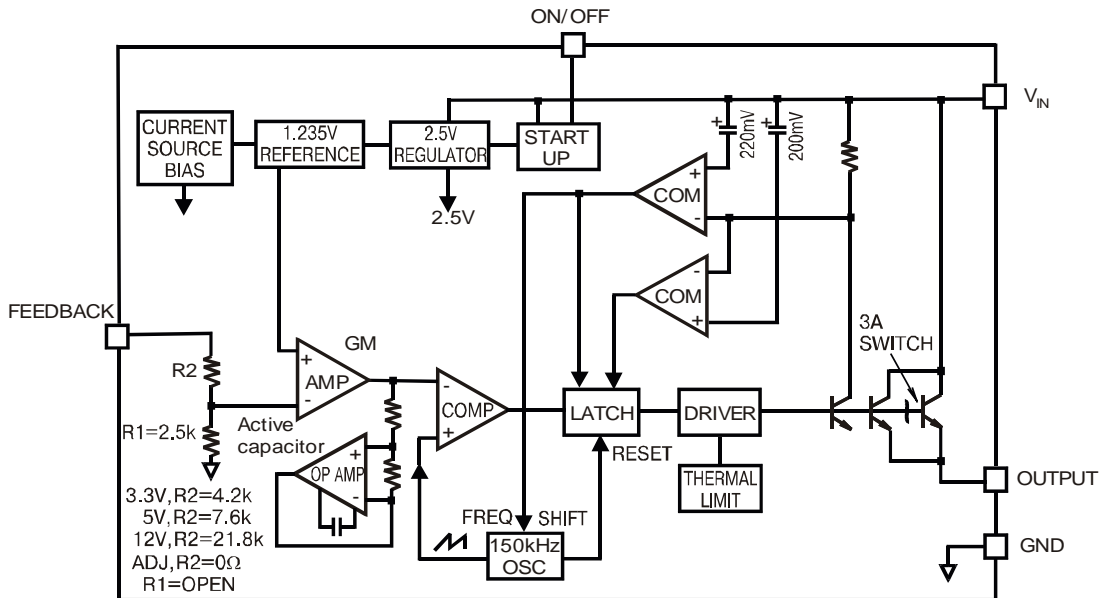 ON/OFF
VIN
CURRENT
SOURCE
BIAS
1.235V
REFERENCE
2.5V
REGULATOR
START
UP
+
220mV
+
200mV
2.5V
+
COM
-
-
COM
+
FEEDBACK
3A
SWITCH
R2
GM
+
AMP
-
-
COMP
+
LATCH
DRIVER
R1=2.5k
Active
capacitor
RESET
+
OP AMP
-
THERMAL
LIMIT
OUTPUT
3.3V,R2=4.2k
5V,R2=7.6k
12V,R2=21.8k
ADJ,R2=0Ω
R1=OPEN
FREQ SHIFT
150kHz
OSC
GND